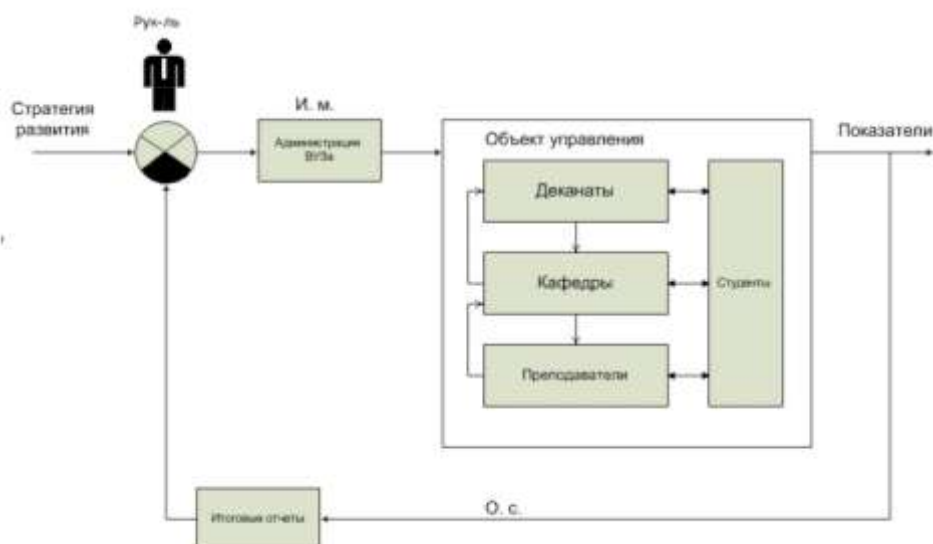 Рук-ль
Стратегия
развития
И. м.
Администрация
ВУЗа
Объект управления
Показатели
Деканаты
Кафедры
Студенты
Преподаватели
О. с.
Итоговые отчеты